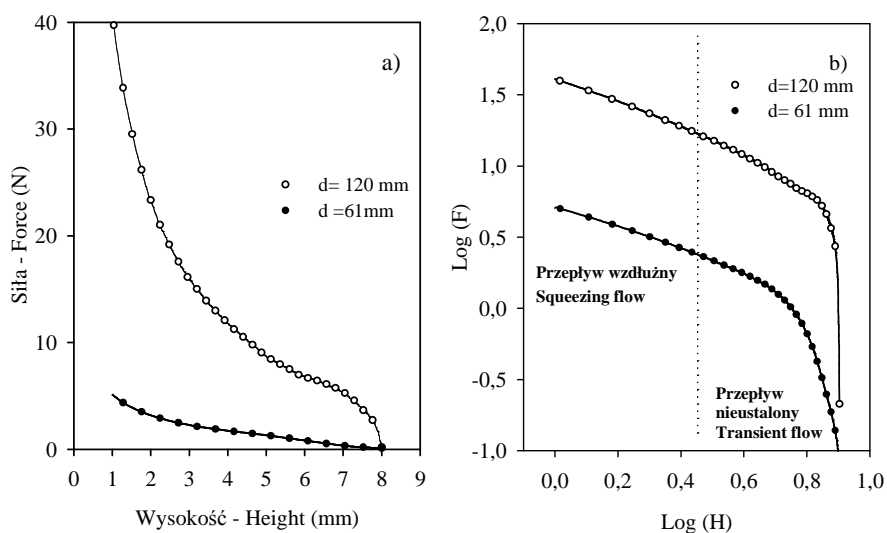 a)
40
30
20
10
0
Siła - Force (N)
d= 120 mm
d =61mm
0 1 2 3 4 5 6 7 8 9
Wysokość - Height (mm)
b)
2,0
1,5
1,0
0,5
0,0
-0,5
-1,0
Log (F)
d=120 mm
d= 61 mm
Przepływ wzdłużny
Squeezing flow
Przepływ
nieustalony
Transient flow
0,0 0,2 0,4 0,6 0,8 1,0
Log (H)